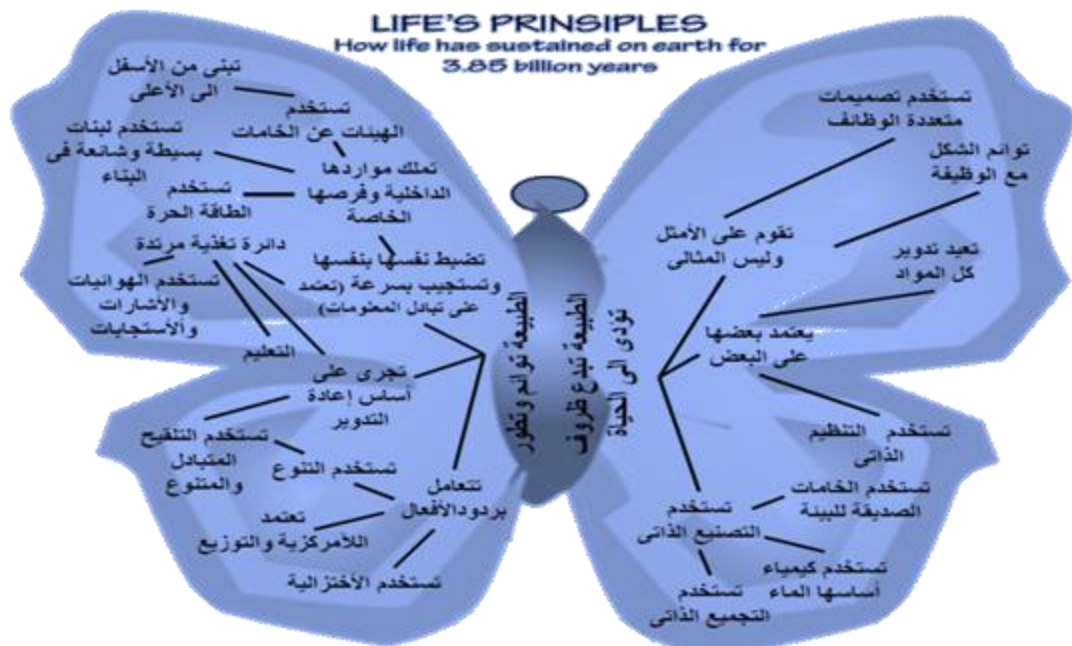 LIFE'S PRINSIPLES
How life has sustained on earth for
3.85 billion years
تستخدم تصميمات
متعددة الوظائف
توائم الشكل
مع الوظيفة
تقوم على الأمثل
وليس المثالى
تعيد تدوير
كل المواد
يعتمد بعضها
على البعض
تستخدم التنظيم
الذاتى
تستخدم الخامات
الصديقة للبيئة
تستخدم
التصنيع الذاتى
تستخدم كيمياء
أساسها الماء
تستخدم
التجميع الذاتى
الطبيعة تبدع ظروف
تؤدى الى الحياة
الطبيعة توائم وتطور
تبنى من الأسفل
الى الأعلى
تستخدم
الهيئات عن الخامات
تستخدم لبنات
بسيطة وشائعة فى
البناء
تملك مواردها
الداخلية وفرصها
الخاصة
تستخدم
الطاقة الحرة
دائرة تغذية مرتدة
تضبط نفسها بنفسها
وتستجيب بسرعة (تعتمد
على تبادل المعلومات)
تستخدم الهوائيات
والأشارات
والأستجابات
التعليم
تجرى على
أساس إعادة
التدوير
تستخدم التلقيح
المتبادل
والمتنوع
تستخدم التنوع
تتعامل
بردودالأفعال
تعتمد
اللأمركزية والتوزيع
تستخدم الأختزالية